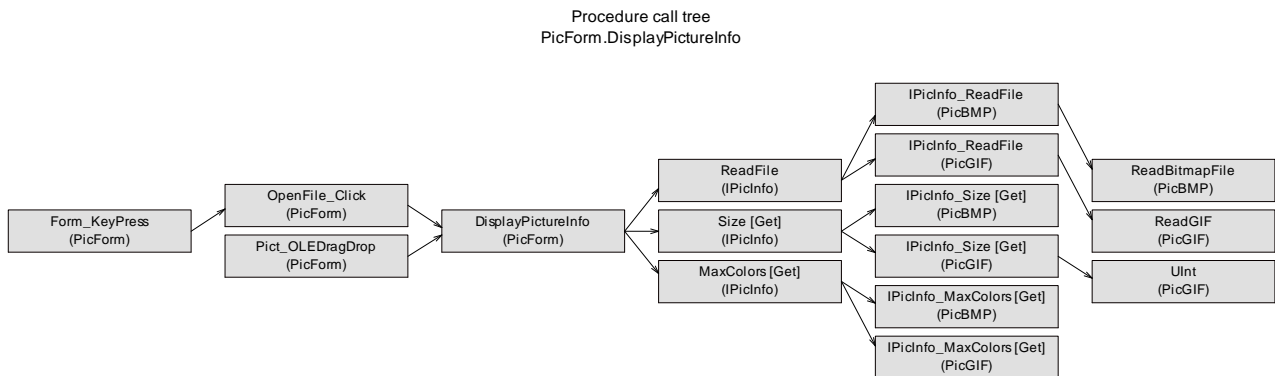 Procedure call tree
PicForm.DisplayPictureInfo
Form_KeyPress
(PicForm)
OpenFile_Click
(PicForm)
Pict_OLEDragDrop
(PicForm)
DisplayPictureInfo
(PicForm)
ReadFile
(IPicInfo)
Size [Get]
(IPicInfo)
MaxColors [Get]
(IPicInfo)
IPicInfo_ReadFile
(PicBMP)
IPicInfo_ReadFile
(PicGIF)
IPicInfo_Size [Get]
(PicBMP)
IPicInfo_Size [Get]
(PicGIF)
IPicInfo_MaxColors [Get]
(PicBMP)
IPicInfo_MaxColors [Get]
(PicGIF)
ReadBitmapFile
(PicBMP)
ReadGIF
(PicGIF)
UInt
(PicGIF)